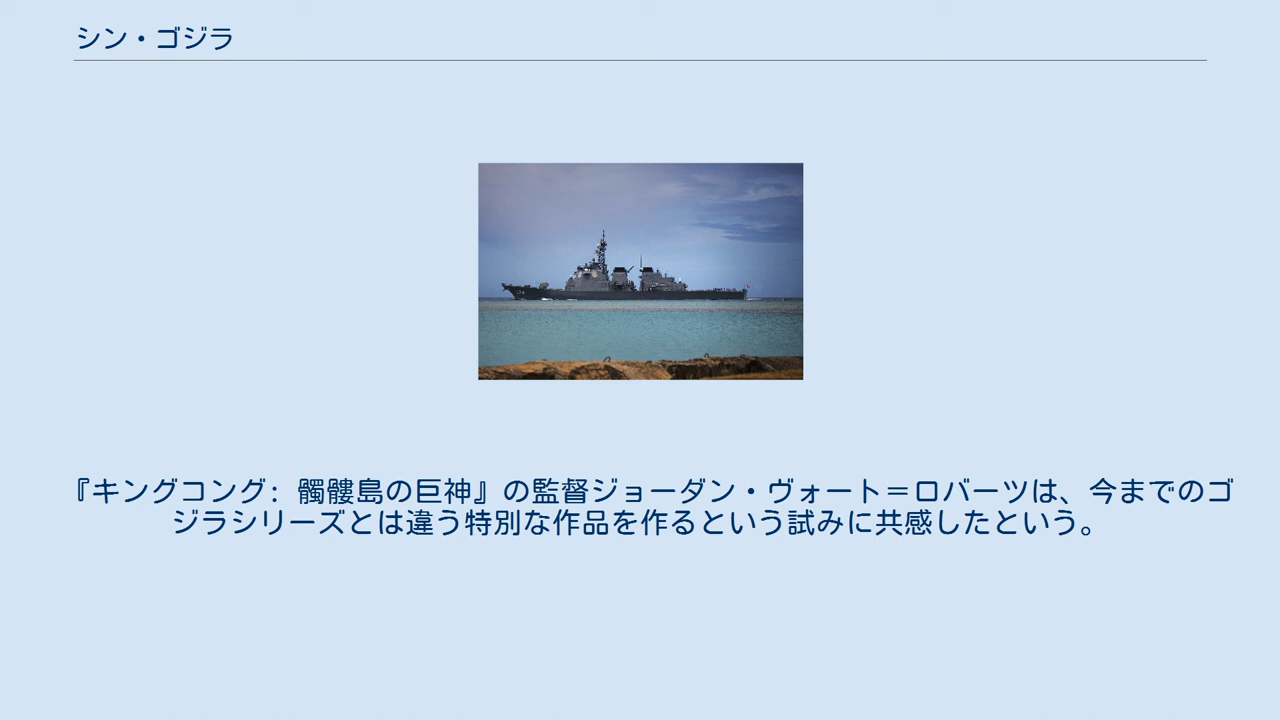 シン・ゴジラ
『キングコング: 髑髏島の巨神』の監督ジョーダン・ヴォート＝ロバーツは、今までのゴ
ジラシリーズとは違う特別な作品を作るという試みに共感したという。